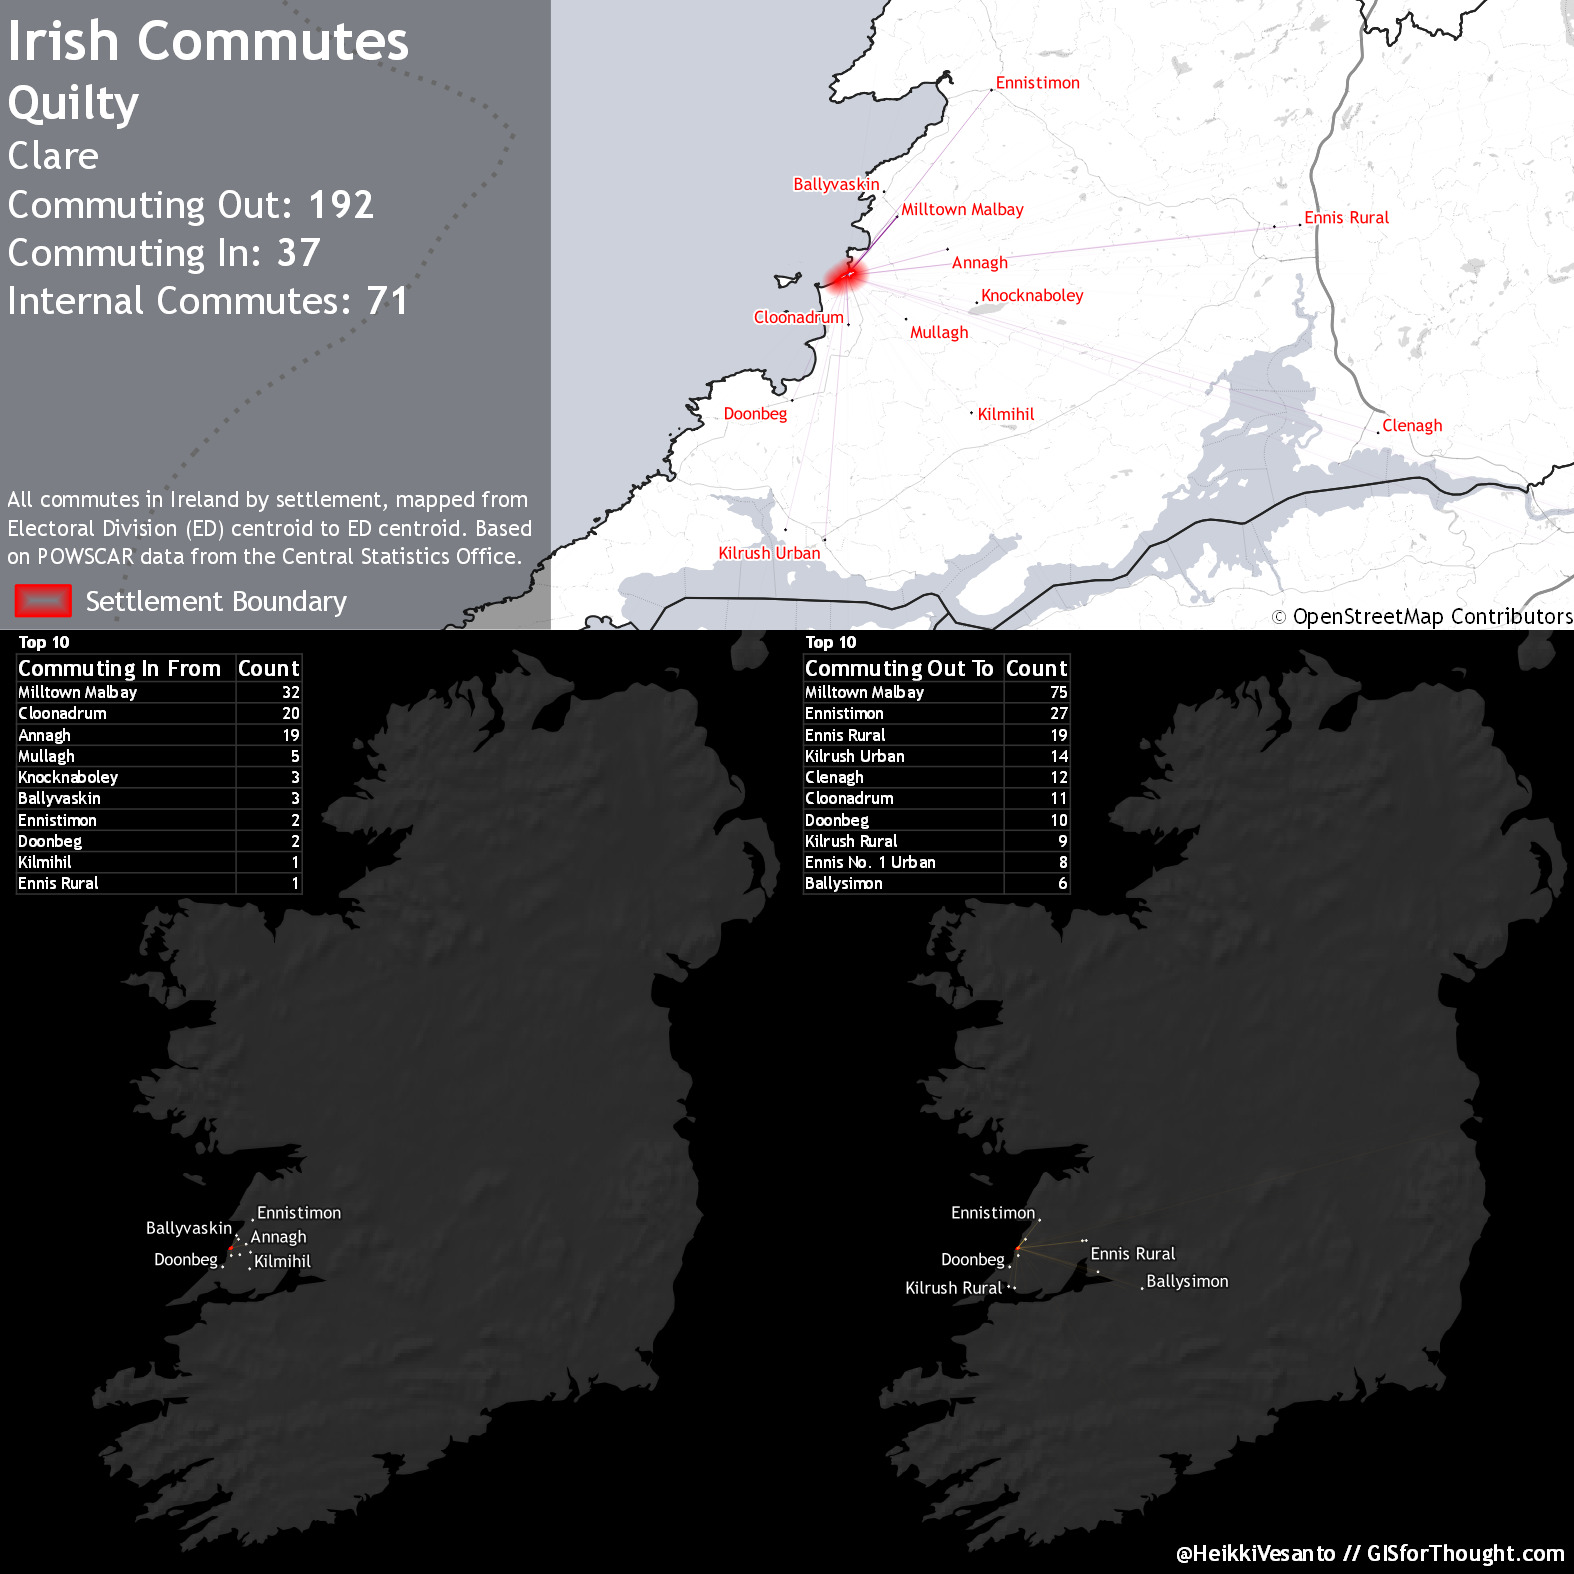 Irish Commutes
Quilty
Clare
Commuting Out: 192
Commuting In: 37
Internal Commutes: 71
All commutes in Ireland by settlement, mapped from
Electoral Division (ED) centroid to ED centroid. Based
on POWSCAR data from the Central Statistics Office.
Settlement Boundary
Ennistimon
Ballyvaskin
Milltown Malbay
Ennis Rural
Annagh
Knocknaboley
Cloonadrum
Mullagh
Doonbeg
Kilmihil
Clenagh
Kilrush Urban
© OpenStreetMap Contributors
Top 10
Commuting In From Count
Milltown Malbay 32
Cloonadrum 20
Annagh 19
Mullagh 5
Knocknaboley 3
Ballyvaskin 3
Ennistimon 2
Doonbeg 2
Kilmihil 1
Ennis Rural 1
Top 10
Commuting Out To Count
Milltown Malbay 75
Ennistimon 27
Ennis Rural 19
Kilrush Urban 14
Clenagh 12
Cloonadrum 11
Doonbeg 10
Kilrush Rural 9
Ennis No. 1 Urban 8
Ballysimon 6
Ennistimon
Ballyvaskin
Annagh
Doonbeg
Kilmihil
Ennistimon
Ennis Rural
Doonbeg
Ballysimon
Kilrush Rural
@HeikkiVesanto // GISforThought.com